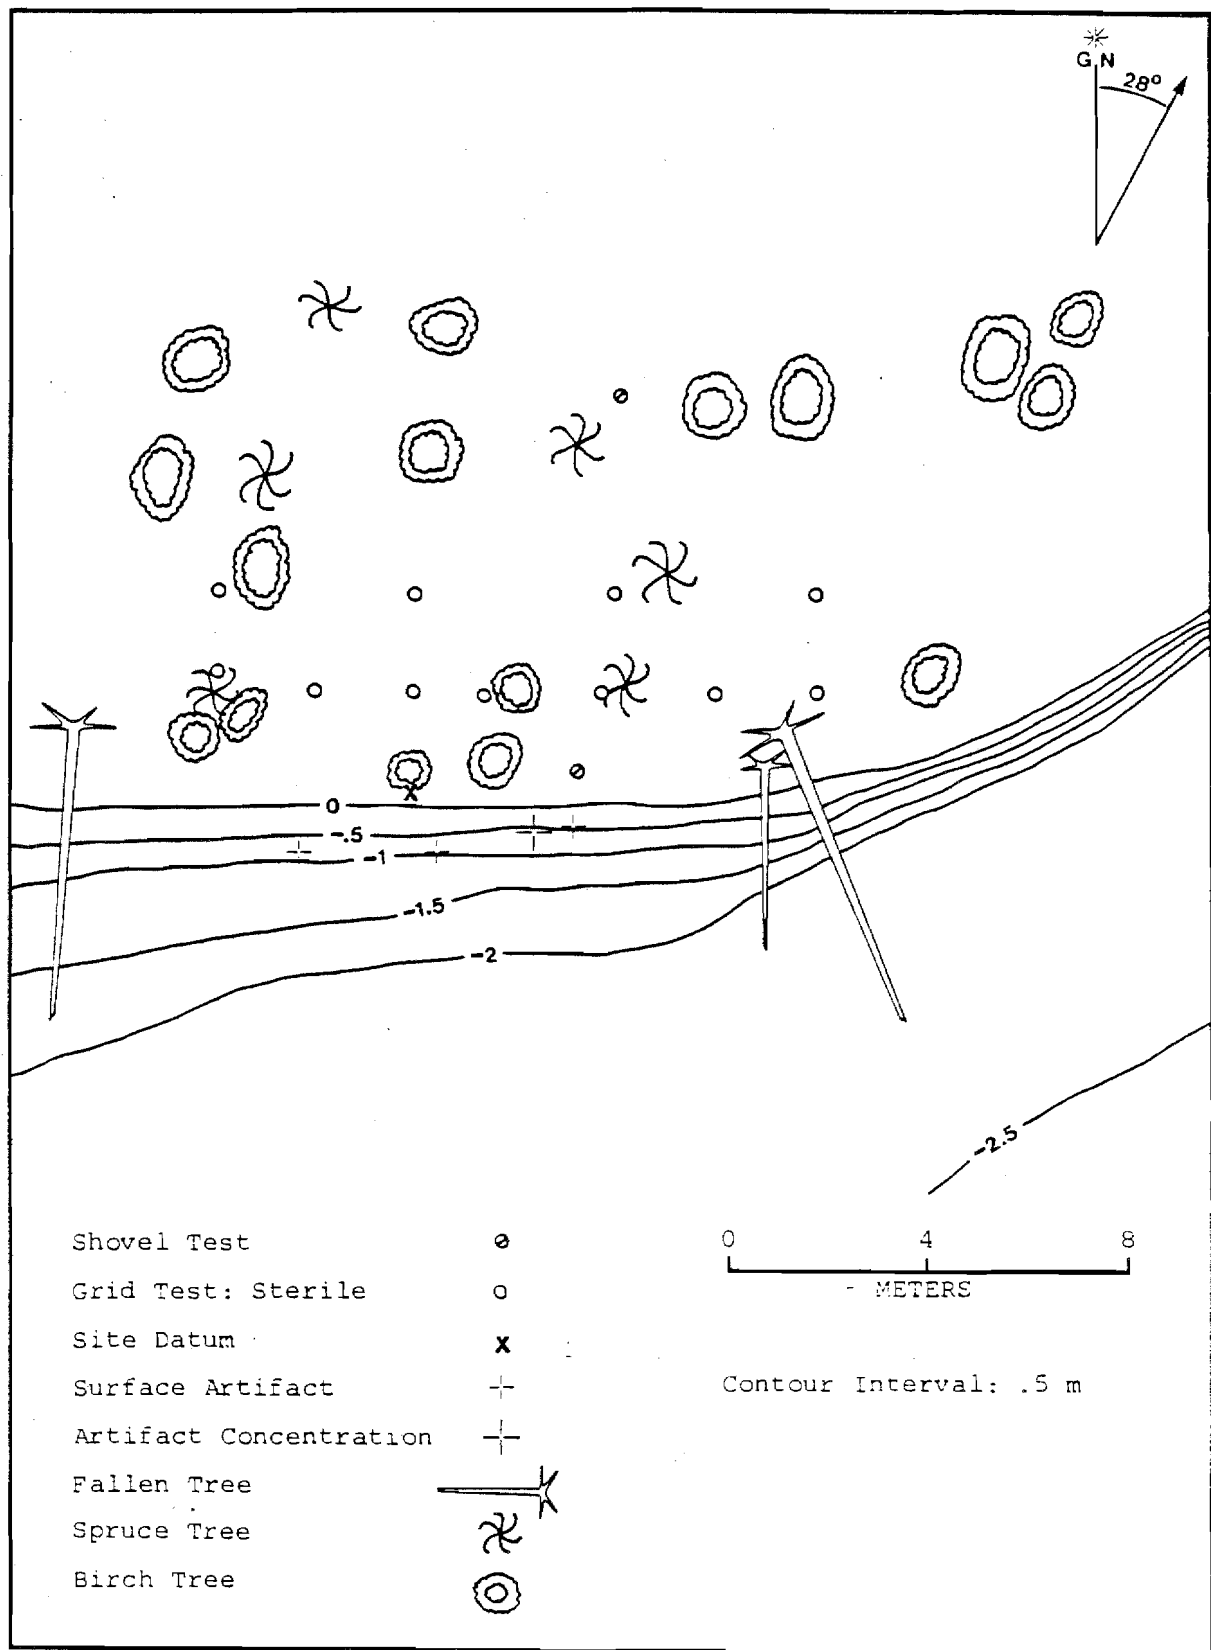 G N
28°
0
-.5
-1
-1.5
-2
-2.5
Shovel Test
Grid Test: Sterile
Site Datum
Surface Artifact
Artifact Concentration
Fallen Tree
Spruce Tree
Birch Tree
0 4 8
METERS
Contour Interval: .5 m